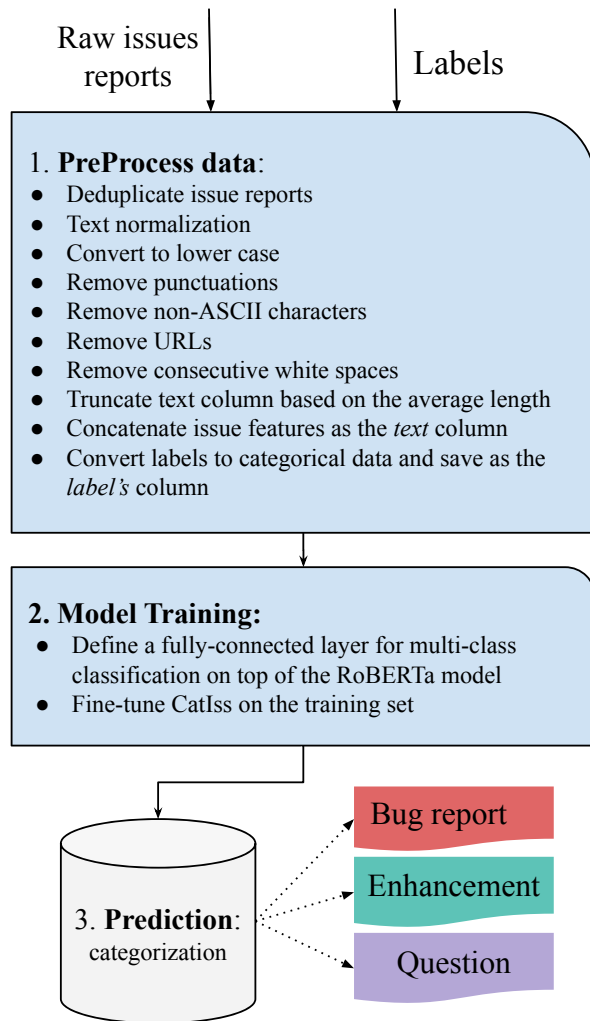 Raw issues
reports
Labels
1. PreProcess data:
● Deduplicate issue reports
● Text normalization
● Convert to lower case
● Remove punctuations
● Remove non-ASCII characters
● Remove URLs
● Remove consecutive white spaces
● Truncate text column based on the average length
● Concatenate issue features as the text column
● Convert labels to categorical data and save as the
label’s column
2. Model Training:
● Define a fully-connected layer for multi-class
classification on top of the RoBERTa model
● Fine-tune CatIss on the training set
3. Prediction:
categorization
Bug report
Enhancement
Question